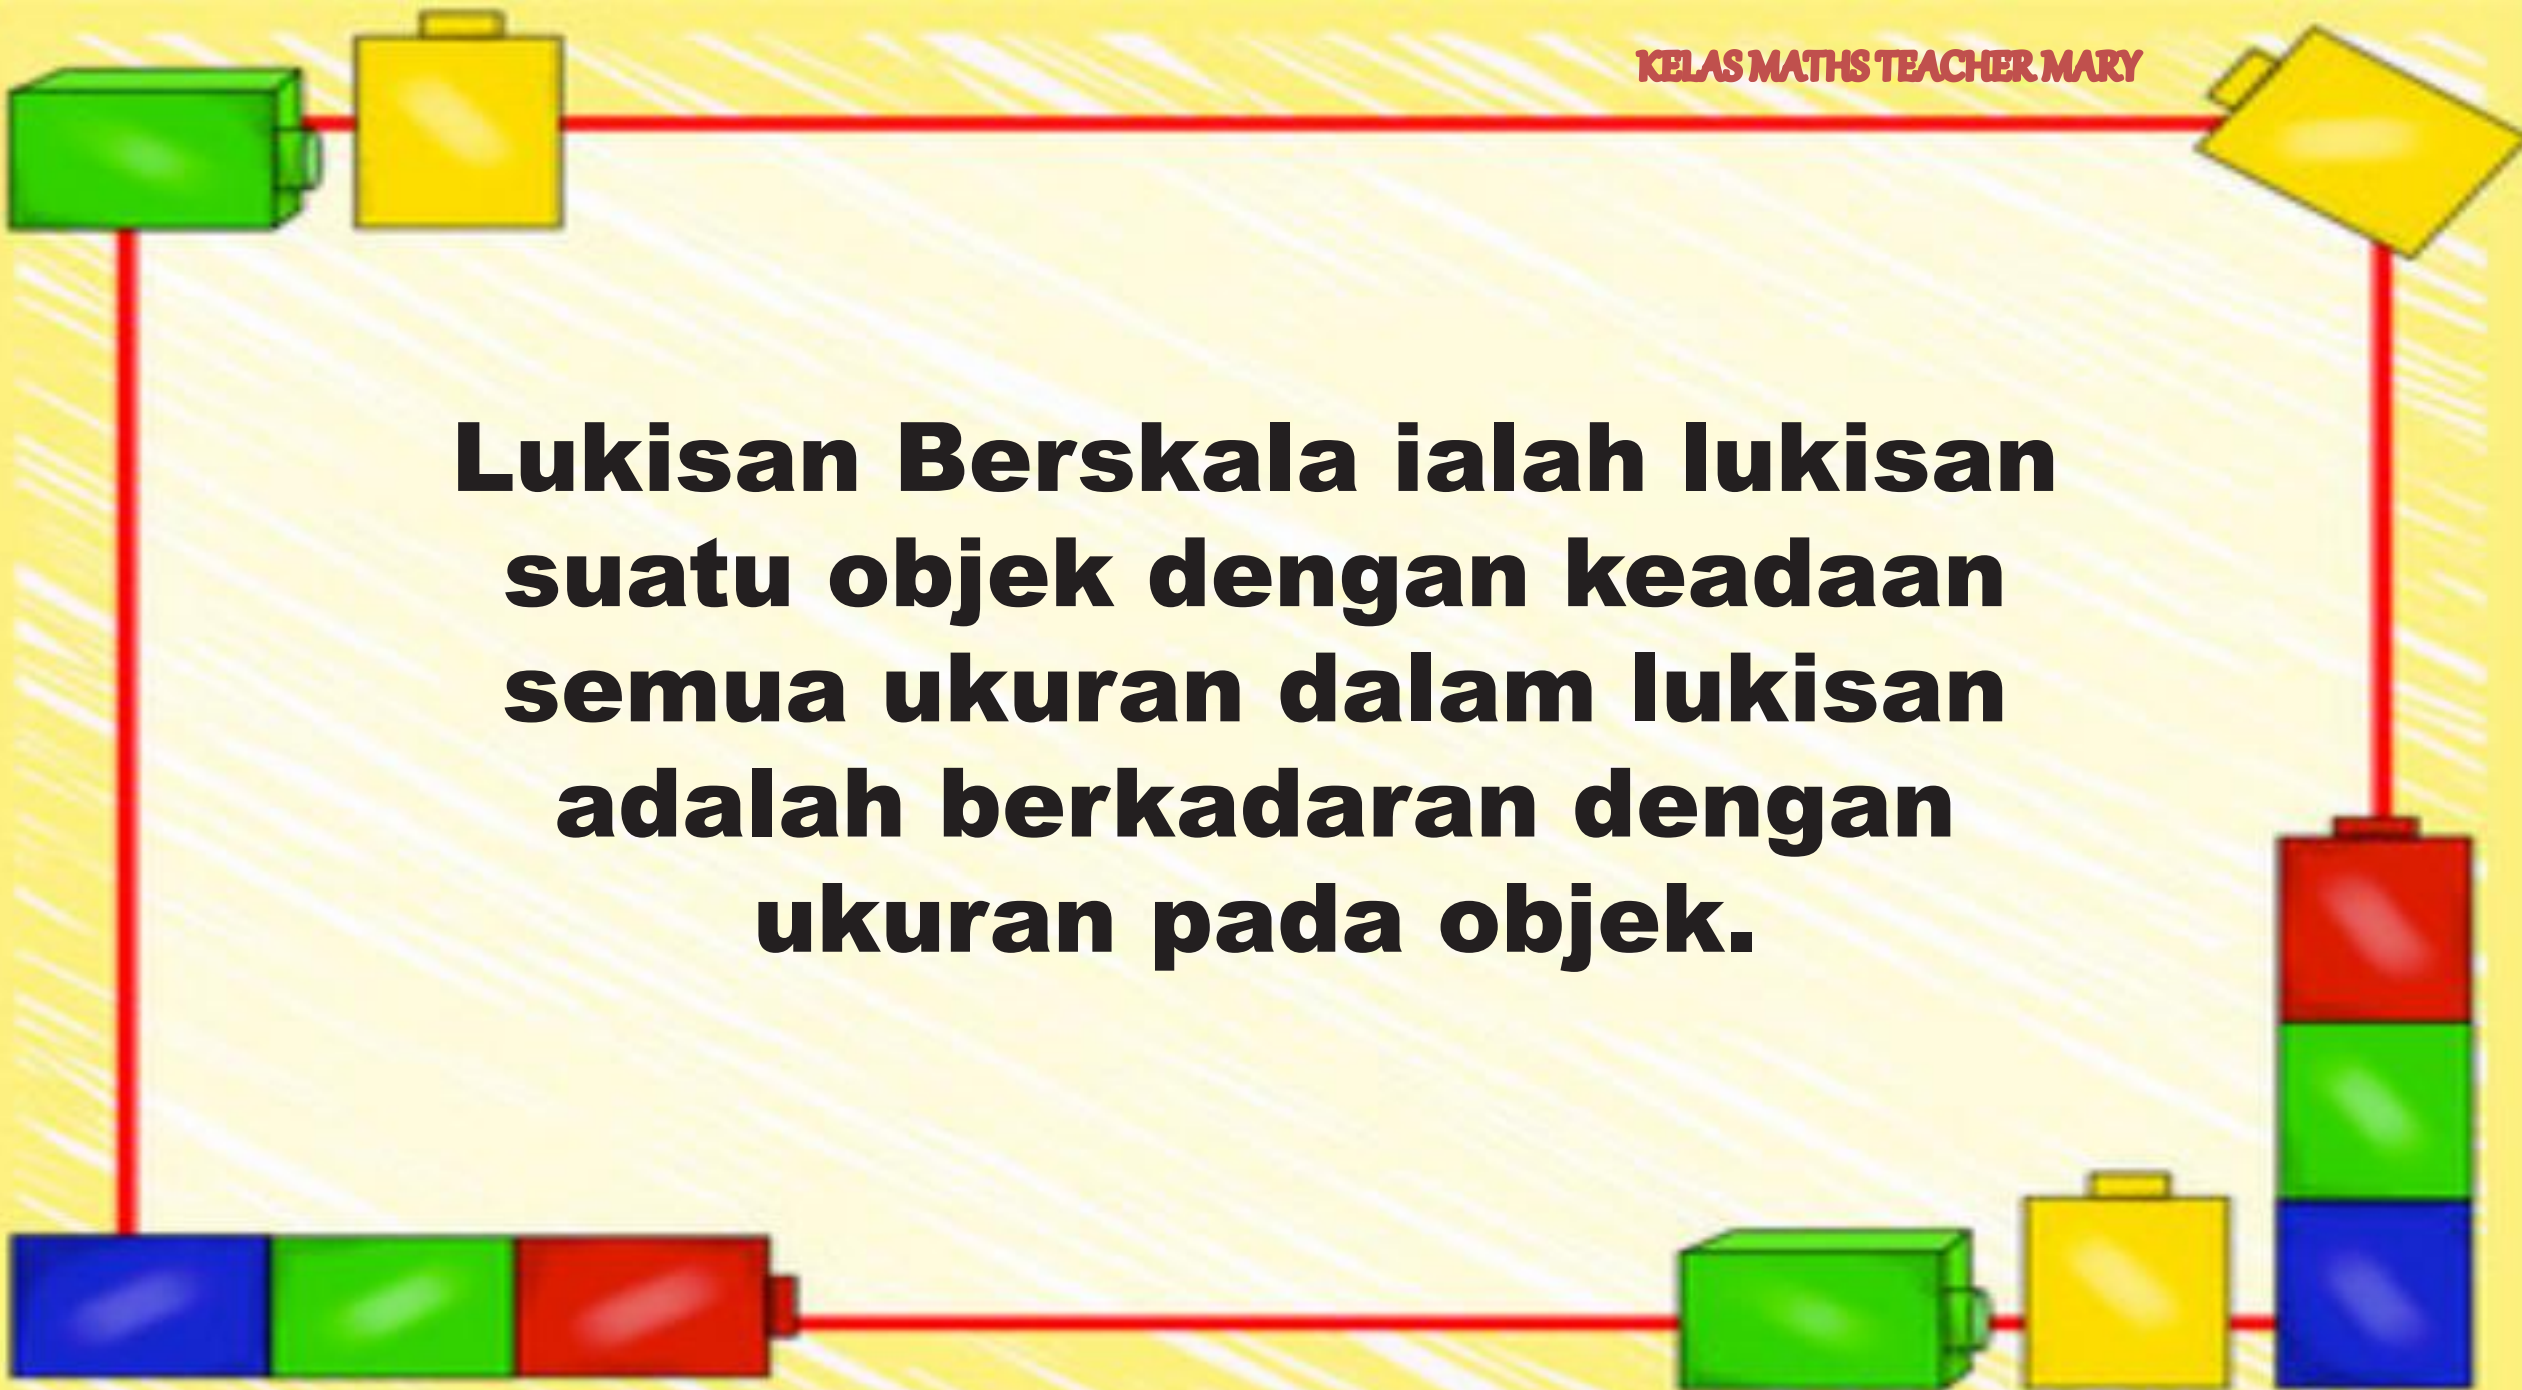 KELAS MATHS TEACHER MARY
Lukisan Berskala ialah lukisan
suatu objek dengan keadaan
semua ukuran dalam lukisan
adalah berkadaran dengan
ukuran pada objek.